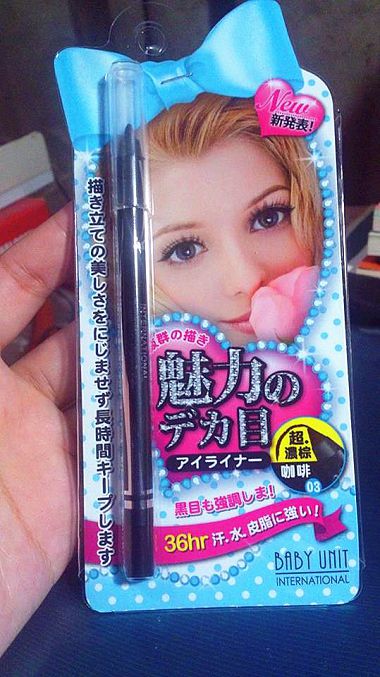 New
新発表!
描き立ての美しさをにじませず長時間キープします
INTERNATIONAL
群の描き
魅力の
デカ目
アイライナー
超.
濃棕
咖啡
03
黒目も強調しま!
36hr 汗.水.皮脂に強い!
BABY UNIT
INTERNATIONAL